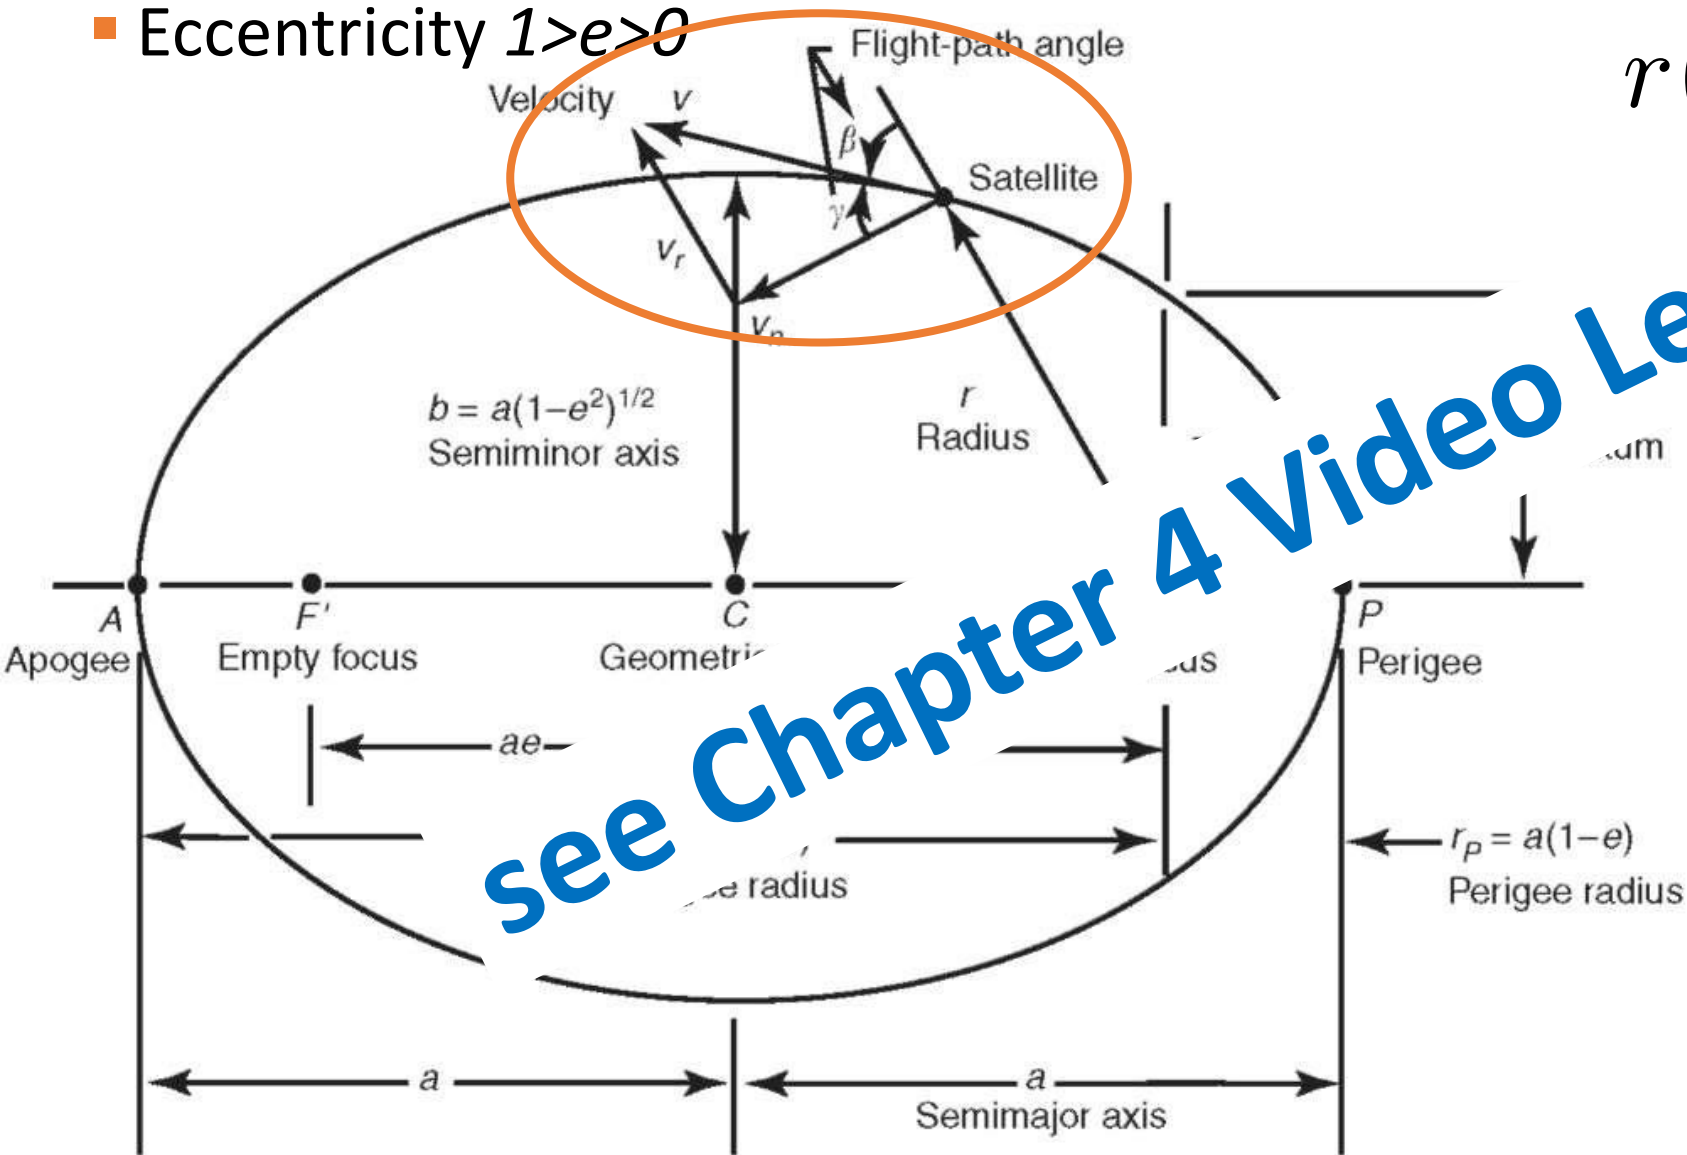 ▪ Eccentricity 1>e>0
r(
Flight-path angle
Velocity
v
β
Satellite
γ
v_r
v_n
b = a(1−e²)^{1/2}
Semiminor axis
r
Radius
see Chapter 4 Video Le
A
F'
C
P
Apogee
Empty focus
Perigee
ae
r_P = a(1−e)
Perigee radius
radius
a
a
Semimajor axis